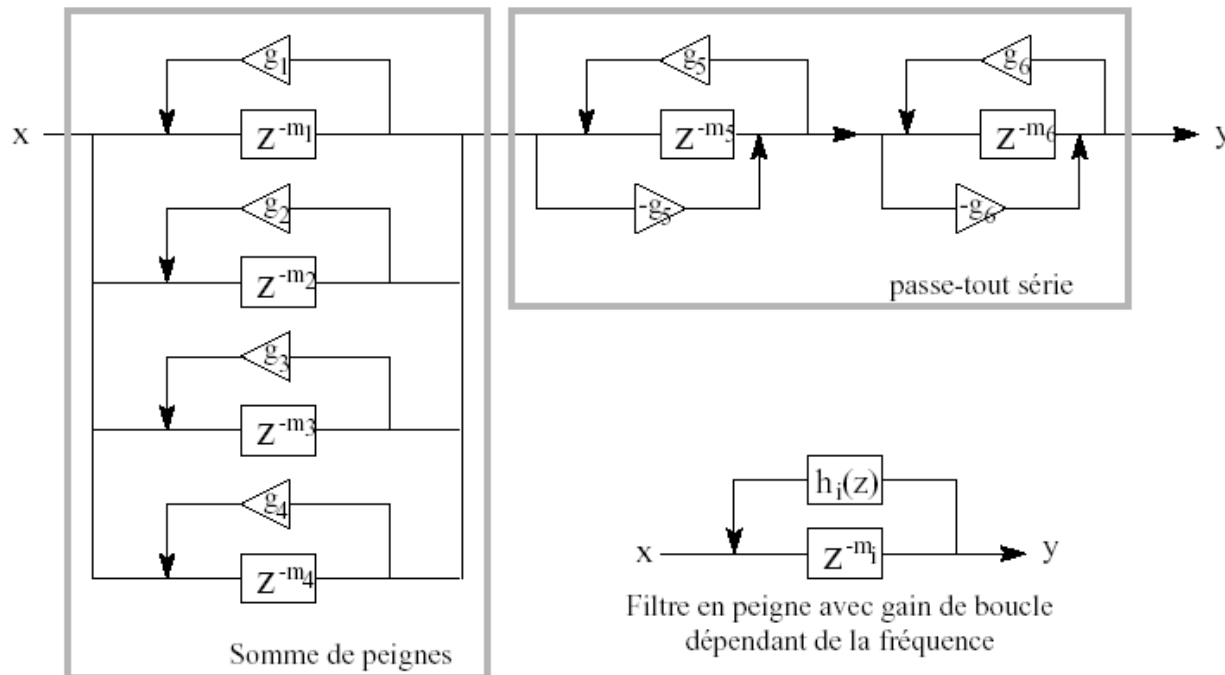 g1
x
z-m1
g2
z-m2
g3
z-m3
g4
z-m4
Somme de peignes
g5
z-m5
-g5
g6
z-m6
-g6
y
passe-tout série
hi(z)
x
z-mi
y
Filtre en peigne avec gain de boucle
dépendant de la fréquence